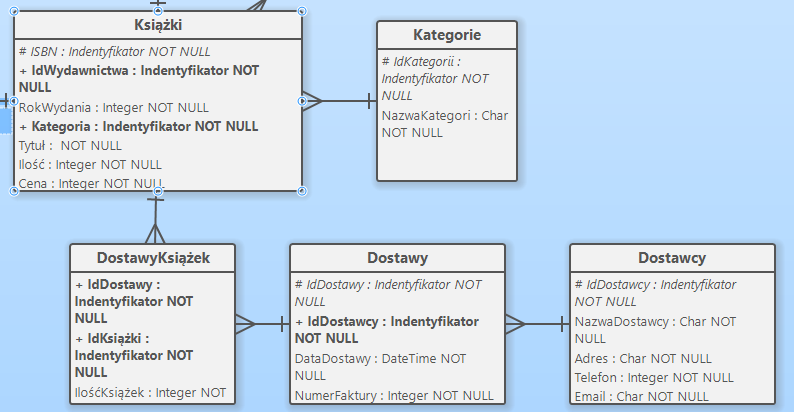 Książki
# ISBN : Indentyfikator NOT NULL
+ IdWydawnictwa : Indentyfikator NOT
NULL
RokWydania : Integer NOT NULL
+ Kategoria : Indentyfikator NOT NULL
Tytuł :  NOT NULL
Ilość : Integer NOT NULL
Cena : Integer NOT NULL
Kategorie
# IdKategorii :
Indentyfikator NOT
NULL
NazwaKategori : Char
NOT NULL
DostawyKsiążek
+ IdDostawy :
Indentyfikator NOT
NULL
+ IdKsiążki :
Indentyfikator NOT
NULL
IlośćKsiążek : Integer NOT
Dostawy
# IdDostawy : Indentyfikator NOT
NULL
+ IdDostawcy : Indentyfikator
NOT NULL
DataDostawy : DateTime NOT
NULL
NumerFaktury : Integer NOT NULL
Dostawcy
# IdDostawcy : Indentyfikator
NOT NULL
NazwaDostawcy : Char NOT
NULL
Adres : Char NOT NULL
Telefon : Integer NOT NULL
Email : Char NOT NULL